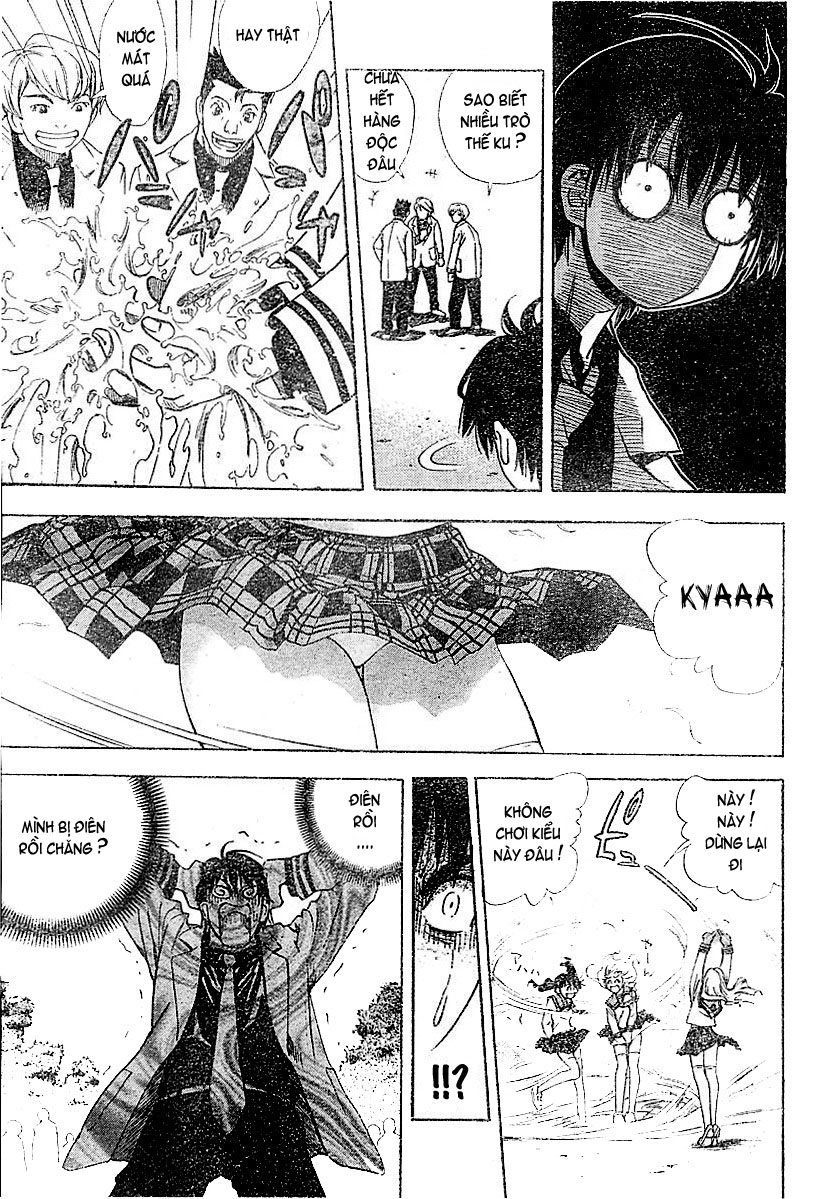 SAO BIẾT
NHIỀU TRÒ
THẾ KU ?
CHƯA
HẾT
HÀNG
ĐỘC
ĐÂU
HAY THẬT
NƯỚC
MÁT
QUÁ
KYAAA
NÀY !
NÀY !
DỪNG LẠI
ĐI
KHÔNG
CHƠI KIỂU
NÀY ĐÂU !
!!?
ĐIÊN
RỒI
....
MÌNH BỊ ĐIÊN
RỒI CHĂNG ?